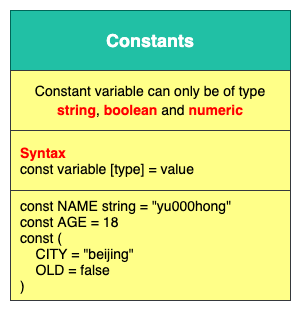 Constants
Constant variable can only be of type
string, boolean and numeric
Syntax
const variable [type] = value
const NAME string = "yu000hong"
const AGE = 18
const (
    CITY = "beijing"
    OLD = false
)